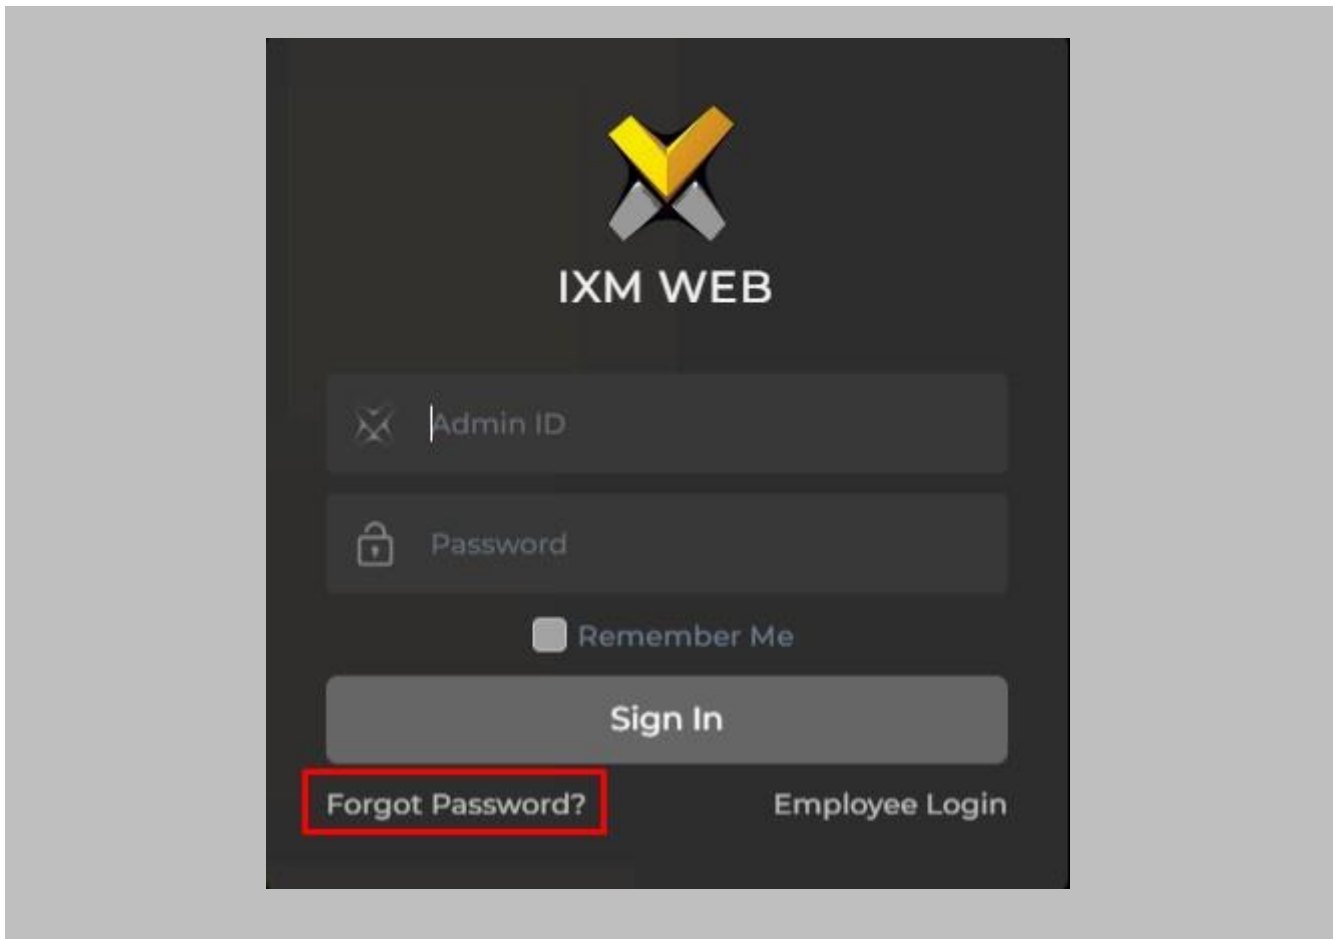 IXM WEB
Admin ID
Password
Remember Me
Sign In
Forgot Password?
Employee Login